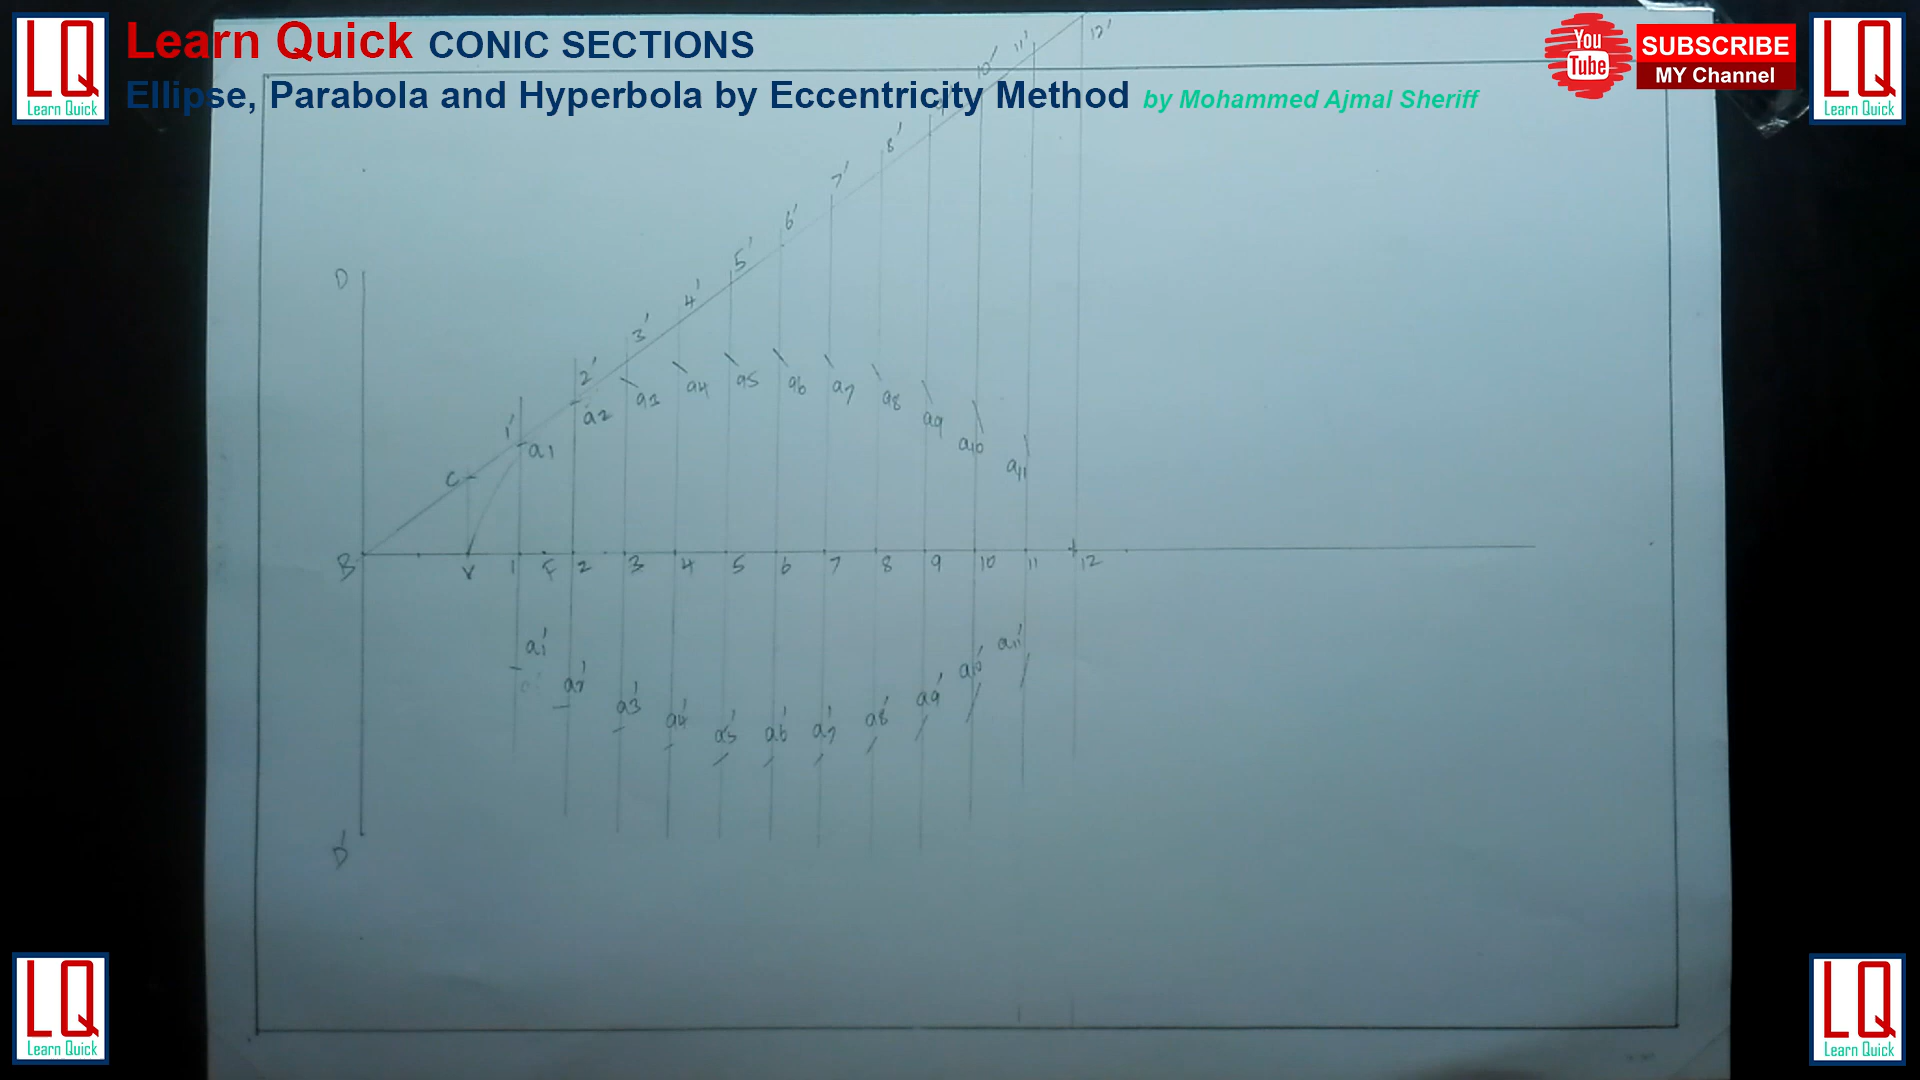 LQ
Learn Quick
Learn Quick CONIC SECTIONS
Ellipse, Parabola and Hyperbola by Eccentricity Method by Mohammed Ajmal Sheriff
You Tube
SUBSCRIBE
MY Channel
LQ
Learn Quick
12'
11'
10'
8'
7'
6'
5'
4'
3'
2'
1'
D
C
a1 a2 a3 a4 a5 a6 a7 a8 a9 a10 a11
B V 1 F 2 3 4 5 6 7 8 9 10 11 12
a1' a2' a3' a4' a5' a6' a7' a8' a9' a10' a11'
D'
LQ
Learn Quick
LQ
Learn Quick